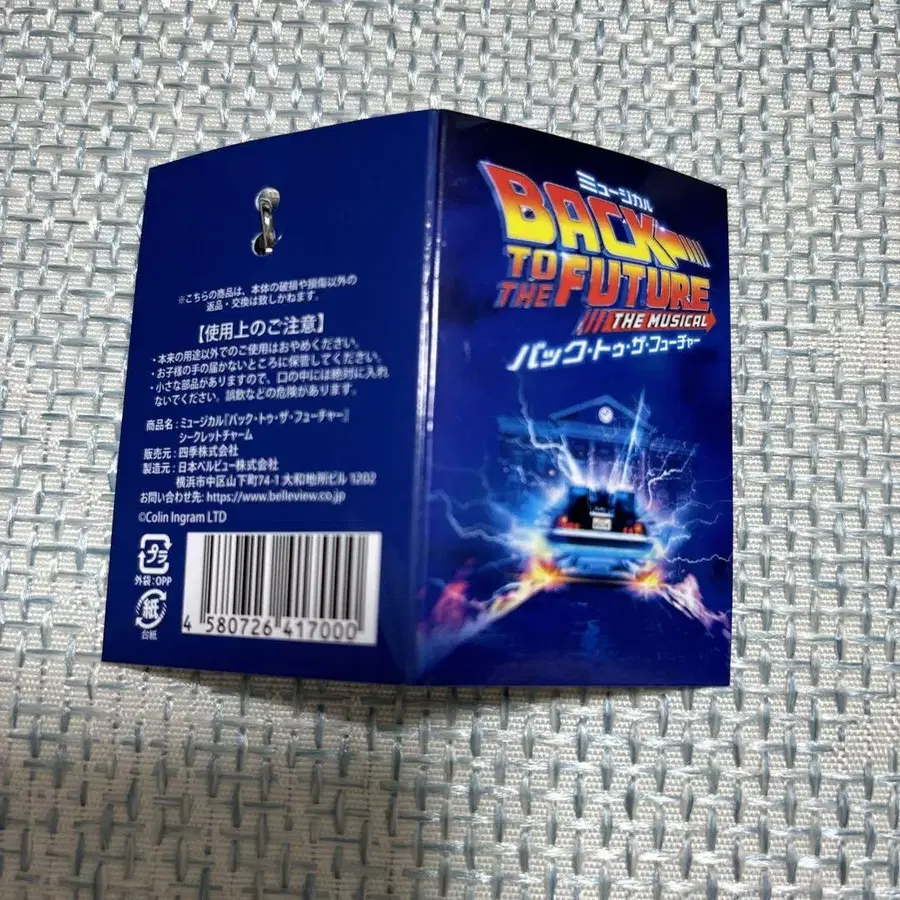 ※こちらの商品は、本体の破損や損傷以外の
返品・交換は致しかねます。
【使用上のご注意】
・本来の用途以外でのご使用はおやめください。
・お子様の手の届かないところに保管してください。
・小さな部品がありますので、口の中には絶対に入れ
ないでください。誤飲などの危険があります。
商品名：ミュージカル『バック・トゥ・ザ・フューチャー』
シークレットチャーム
販売元：四季株式会社
製造元：日本ベルビュー株式会社
横浜市中区山下町74-1 大和地所ビル 1202
お問い合わせ先：https://www.belleview.co.jp
©Colin Ingram LTD
プラ
外袋：OPP
紙
台紙
4 580726 417000
ミュージカル
BACK
TO THE FUTURE
THE MUSICAL
バック・トゥ・ザ・フューチャー